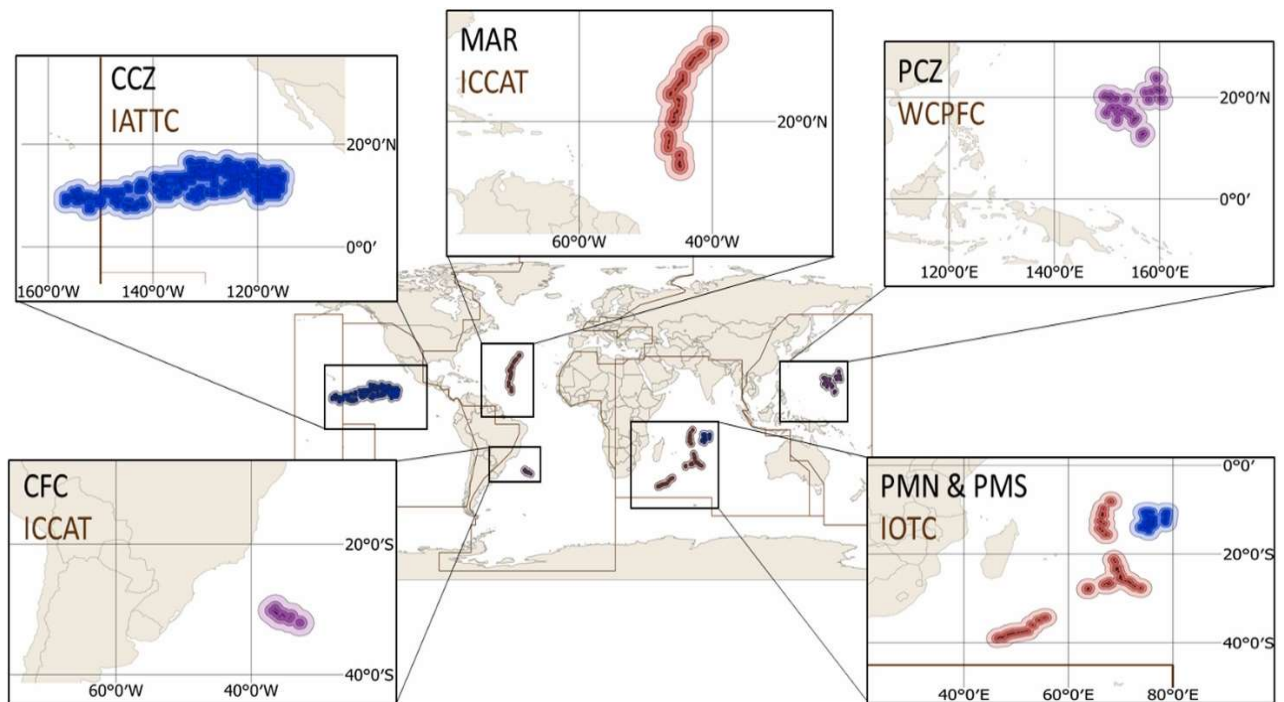 CCZ
IATTC
20°0'N
0°0'
160°0'W 140°0'W 120°0'W
MAR
ICCAT
20°0'N
60°0'W 40°0'W
PCZ
WCPFC
20°0'N
0°0'
120°0'E 140°0'E 160°0'E
CFC
ICCAT
20°0'S
40°0'S
60°0'W 40°0'W
PMN & PMS
IOTC
0°0'
20°0'S
40°0'S
40°0'E 60°0'E 80°0'E